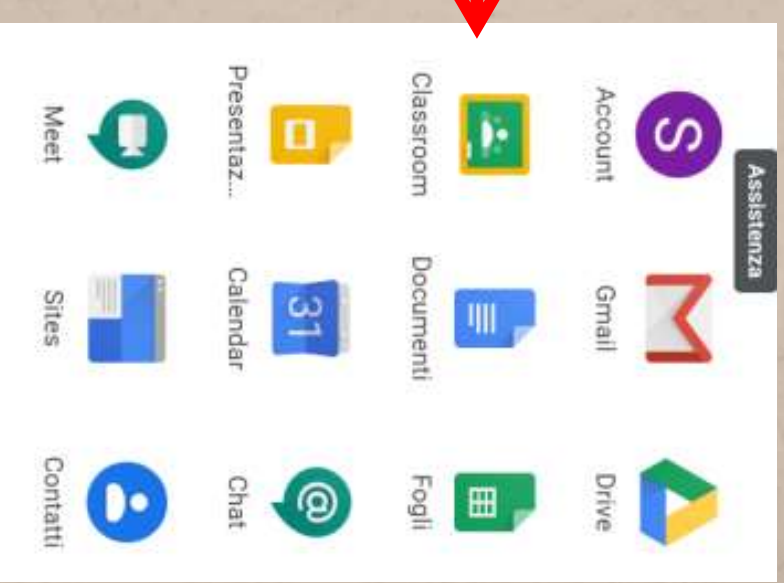 Assistenza
S
Account Gmail Drive
Classroom Documenti Fogli
31
@
Presentaz... Calendar Chat
Meet Sites Contatti